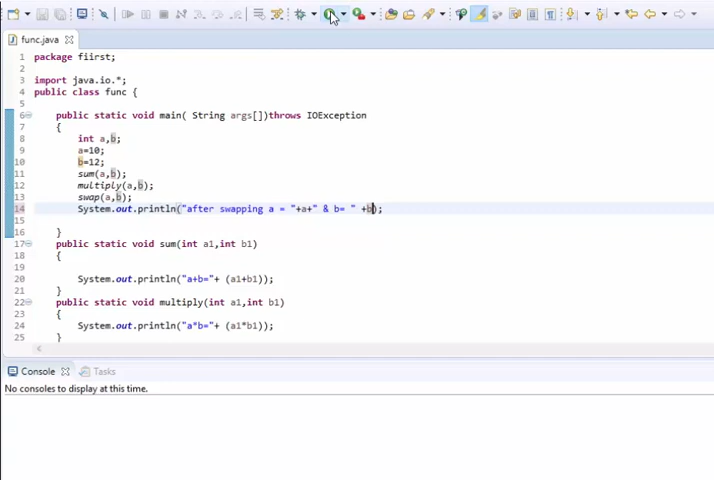 func.java
1 package fiirst;
2
3 import java.io.*;
4 public class func {
5
6 public static void main( String args[])throws IOException
7 {
8 int a,b;
9 a=10;
10 b=12;
11 sum(a,b);
12 multiply(a,b);
13 swap(a,b);
14 System.out.println("after swapping a = "+a+" & b= " +b);
15
16 }
17 public static void sum(int a1,int b1)
18 {
19
20 System.out.println("a+b="+ (a1+b1));
21 }
22 public static void multiply(int a1,int b1)
23 {
24 System.out.println("a*b="+ (a1*b1));
25 }
Console Tasks
No consoles to display at this time.